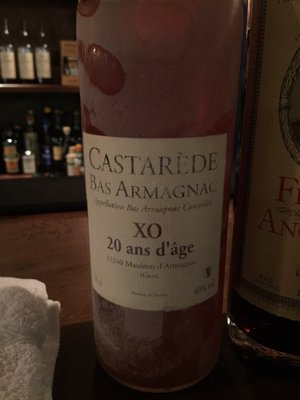 CASTARÈDE
BAS ARMAGNAC
Appellation Bas Armagnac Controlée
XO
20 ans d'âge
32240 Mauléon d'Armagnac
(Gers)
Produit de France
40% vol